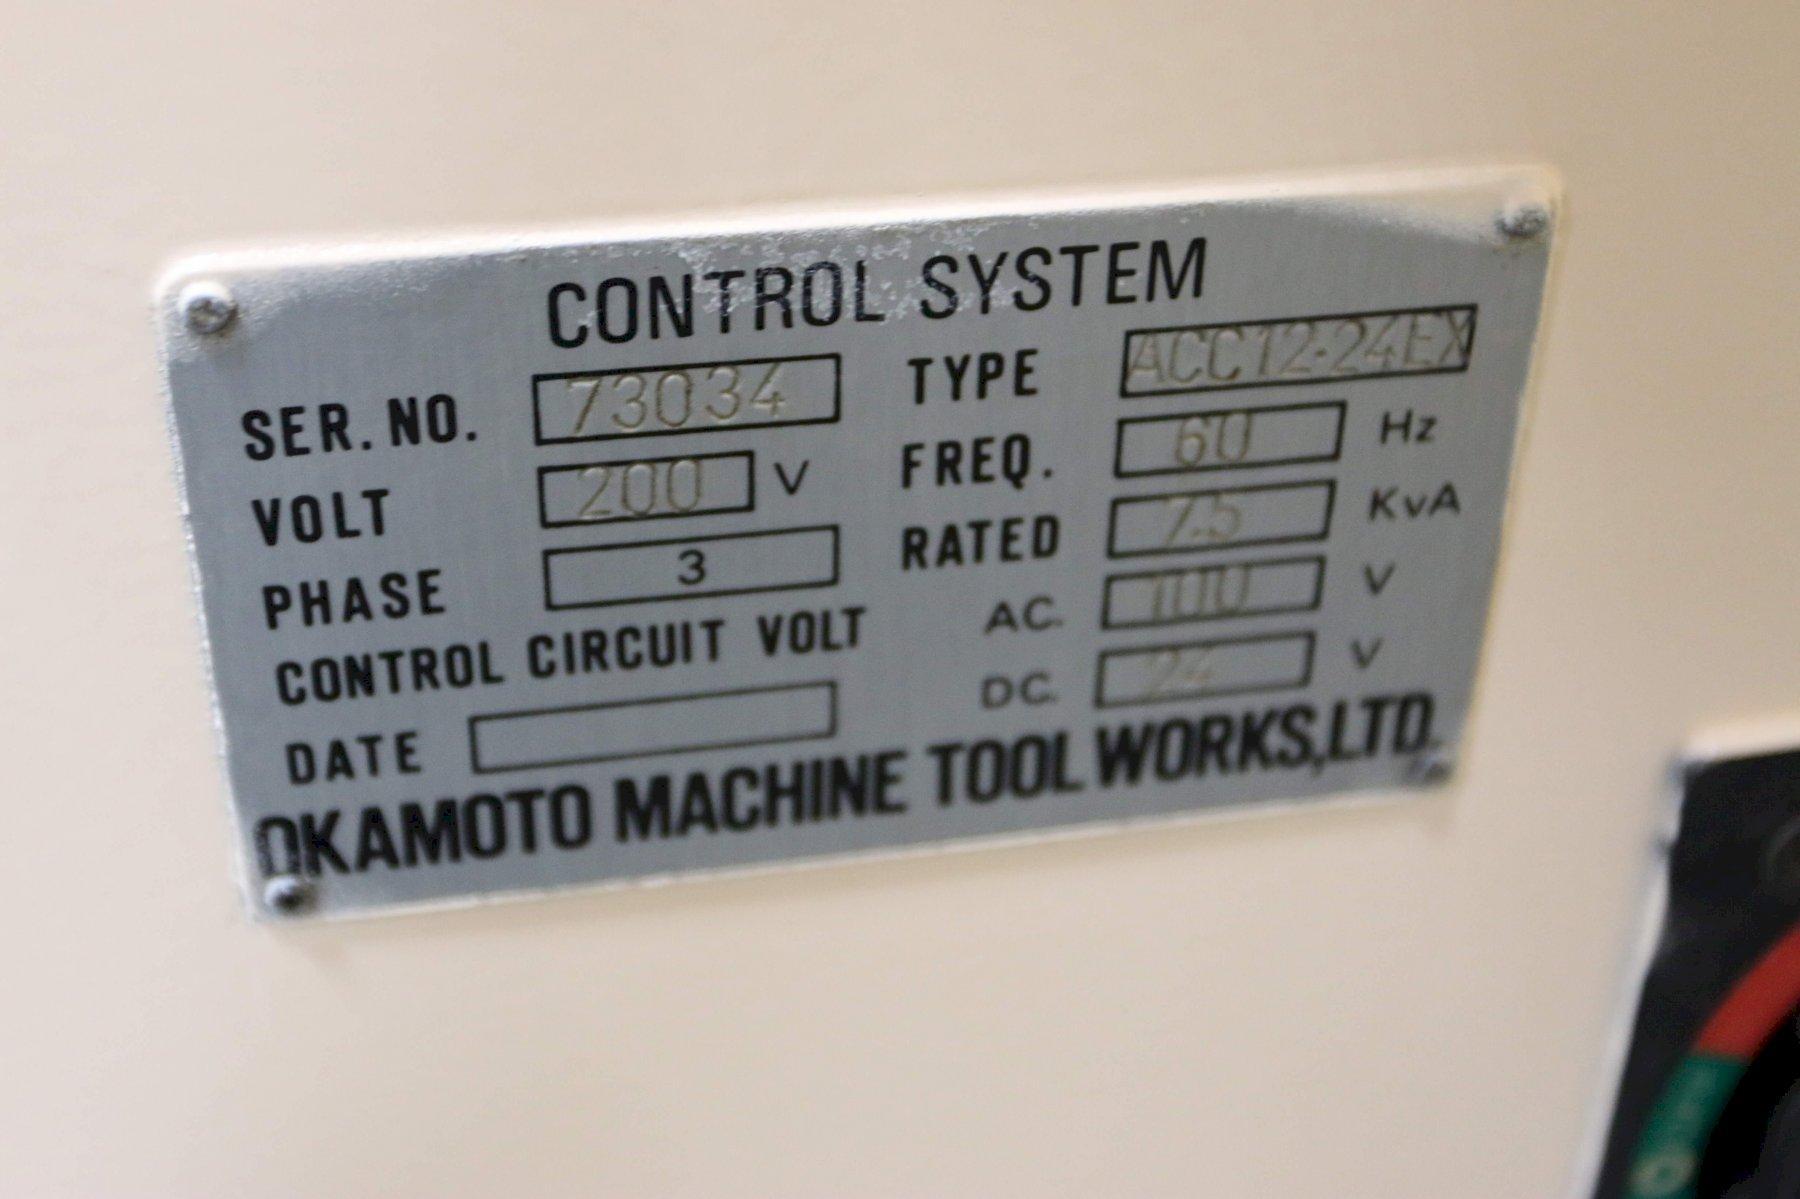 CONTROL SYSTEM
SER. NO. 73034 TYPE ACC12·24EX
VOLT 200 V FREQ. 60 Hz
PHASE 3 RATED 7.5 KvA
CONTROL CIRCUIT VOLT AC. 100 V
DC. 24 V
DATE
OKAMOTO MACHINE TOOL WORKS,LTD.